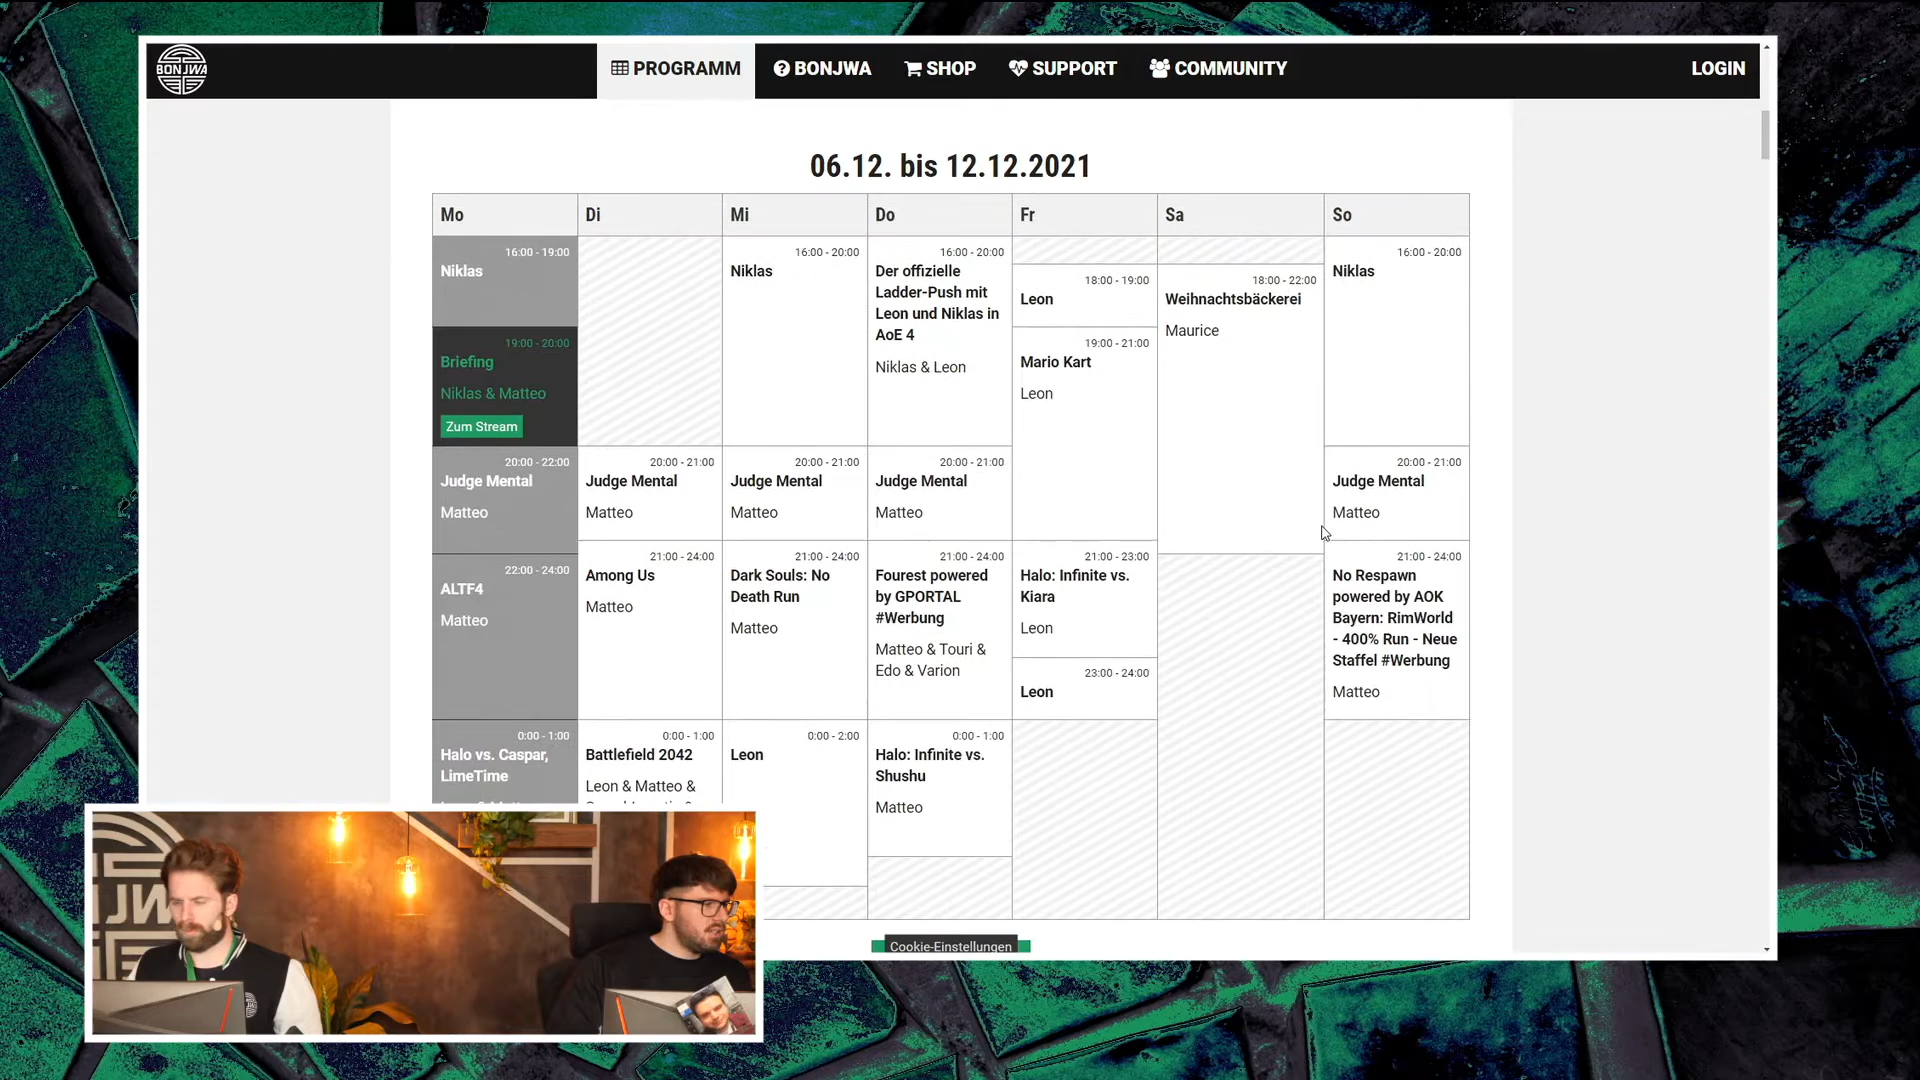 BONJWA
PROGRAMM
BONJWA
SHOP
SUPPORT
COMMUNITY
LOGIN
06.12. bis 12.12.2021
Mo
Di
Mi
Do
Fr
Sa
So
16:00 - 19:00
Niklas
19:00 - 20:00
Briefing
Niklas & Matteo
Zum Stream
20:00 - 22:00
Judge Mental
Matteo
22:00 - 24:00
ALTF4
Matteo
0:00 - 1:00
Halo vs. Caspar,
LimeTime
20:00 - 21:00
Judge Mental
Matteo
21:00 - 24:00
Among Us
Matteo
0:00 - 1:00
Battlefield 2042
Leon & Matteo &
16:00 - 20:00
Niklas
20:00 - 21:00
Judge Mental
Matteo
21:00 - 24:00
Dark Souls: No
Death Run
Matteo
0:00 - 2:00
Leon
16:00 - 20:00
Der offizielle
Ladder-Push mit
Leon und Niklas in
AoE 4
Niklas & Leon
20:00 - 21:00
Judge Mental
Matteo
21:00 - 24:00
Fourest powered
by GPORTAL
#Werbung
Matteo & Touri &
Edo & Varion
0:00 - 1:00
Halo: Infinite vs.
Shushu
Matteo
18:00 - 19:00
Leon
19:00 - 21:00
Mario Kart
Leon
21:00 - 23:00
Halo: Infinite vs.
Kiara
Leon
23:00 - 24:00
Leon
18:00 - 22:00
Weihnachtsbäckerei
Maurice
16:00 - 20:00
Niklas
20:00 - 21:00
Judge Mental
Matteo
21:00 - 24:00
No Respawn
powered by AOK
Bayern: RimWorld
- 400% Run - Neue
Staffel #Werbung
Matteo
Cookie-Einstellungen